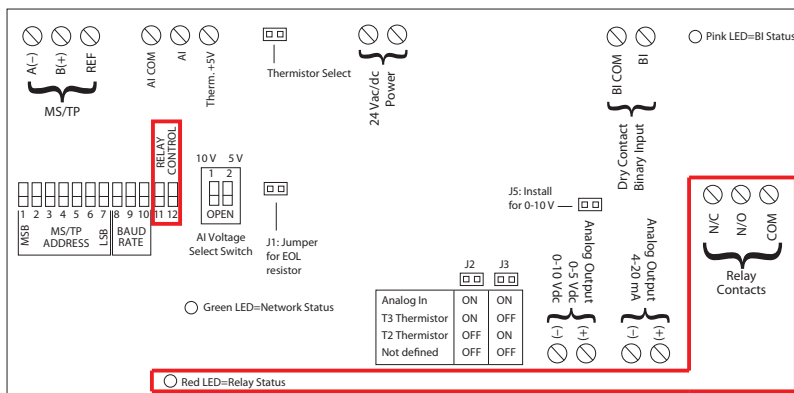 A(−)
B(+)
REF
MS/TP
AI COM
AI
Therm.+5V
Thermistor Select
24 Vac/dc
Power
BI COM
BI
Dry Contact
Binary Input
Pink LED=BI Status
RELAY
CONTROL
1 2 3 4 5 6 7 8 9 10 11 12
MSB
MS/TP
ADDRESS
LSB
BAUD
RATE
10 V 5 V
1 2
OPEN
AI Voltage
Select Switch
J1: Jumper
for EOL
resistor
J5: Install
for 0-10 V
Analog Output
0-5 Vdc
0-10 Vdc
(−)
(+)
Analog Output
4-20 mA
(−)
(+)
N/C
N/O
COM
Relay
Contacts
J2 J3
Analog In ON ON
T3 Thermistor ON OFF
T2 Thermistor OFF ON
Not defined OFF OFF
Green LED=Network Status
Red LED=Relay Status